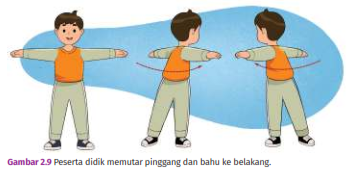 Gambar 2.9 Peserta didik memutar pinggang dan bahu ke belakang.